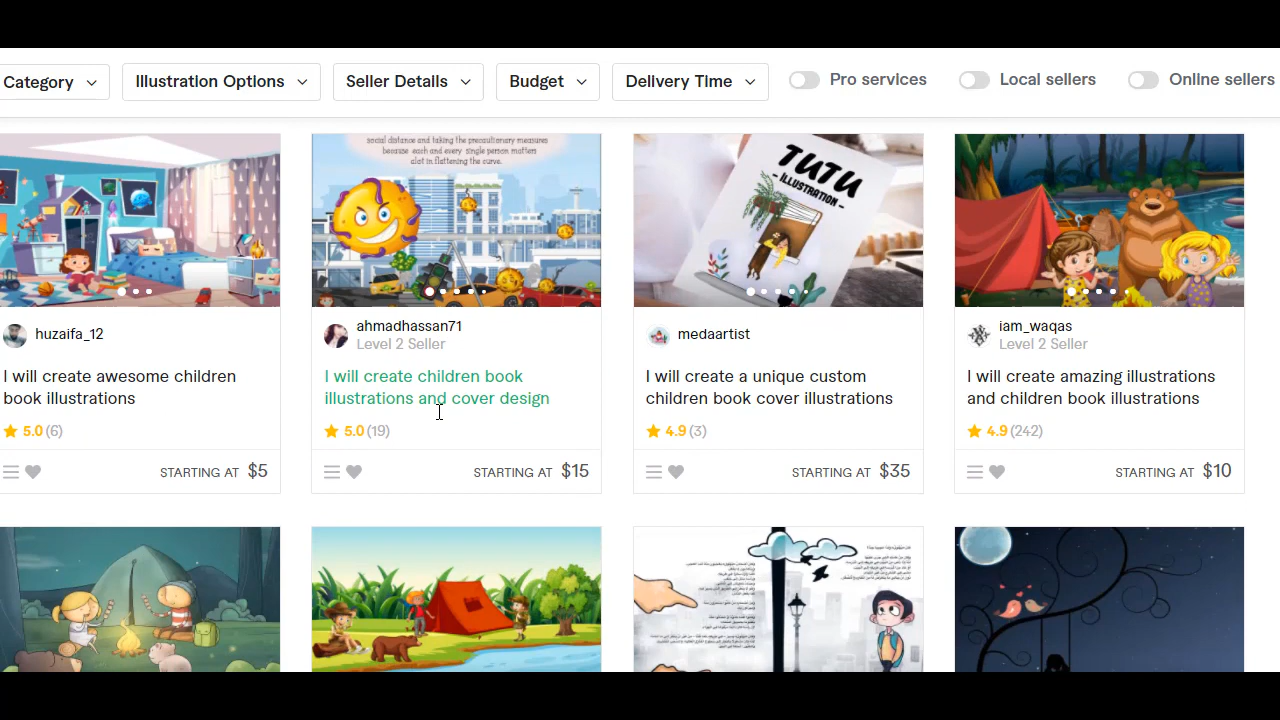 Category
Illustration Options
Seller Details
Budget
Delivery Time
Pro services
Local sellers
Online sellers
social distance and taking the precautionary measures
because each and every single person matters
alot in flattening the curve.
TUTU
- ILLUSTRATION -
huzaifa_12
I will create awesome children
book illustrations
5.0 (6)
STARTING AT $5
ahmadhassan71
Level 2 Seller
I will create children book
illustrations and cover design
5.0 (19)
STARTING AT $15
medaartist
I will create a unique custom
children book cover illustrations
4.9 (3)
STARTING AT $35
iam_waqas
Level 2 Seller
I will create amazing illustrations
and children book illustrations
4.9 (242)
STARTING AT $10